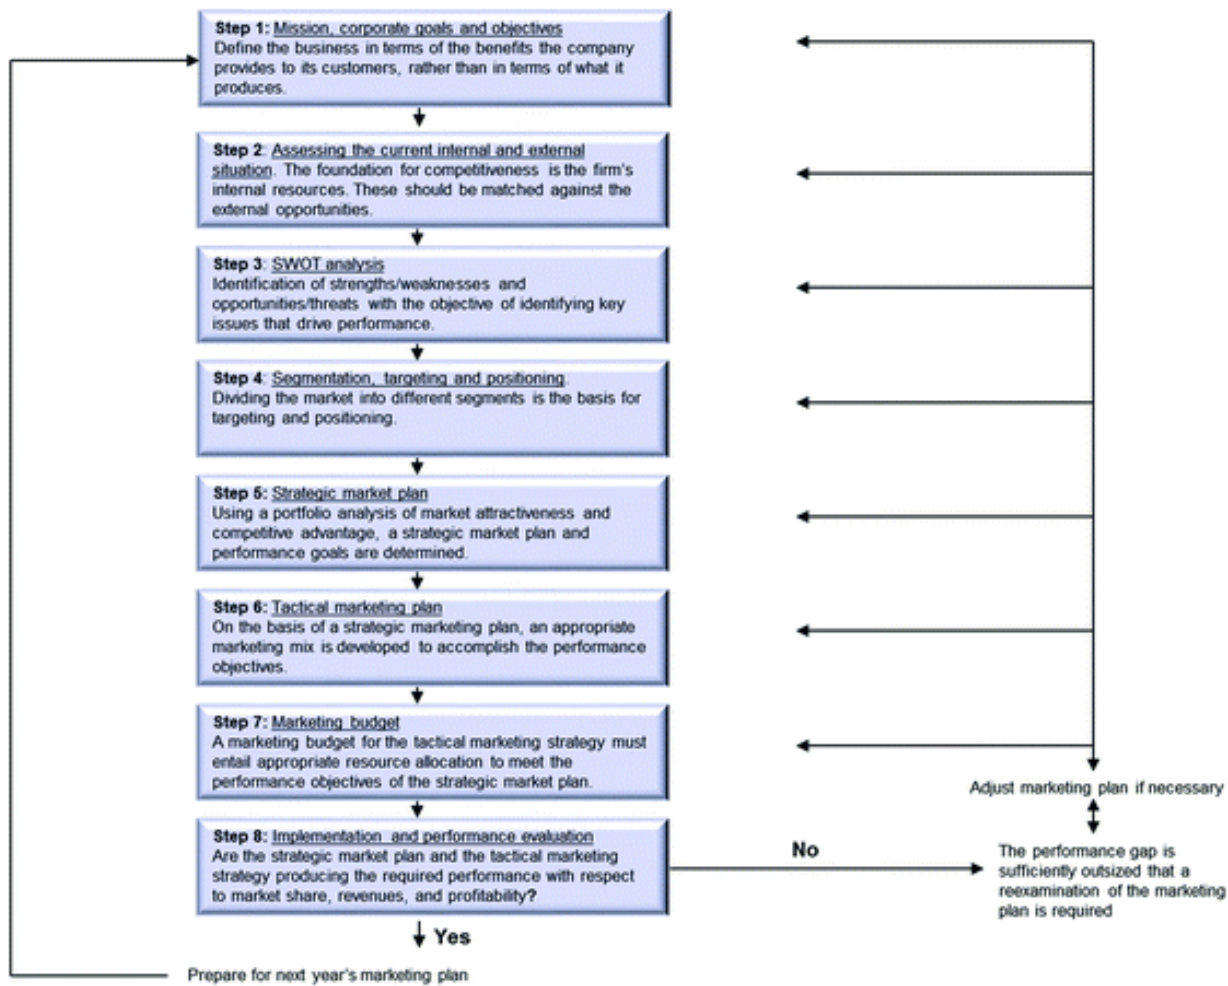 Step 1: Mission, corporate goals and objectives
Define the business in terms of the benefits the company
provides to its customers, rather than in terms of what it
produces.
Step 2: Assessing the current internal and external
situation. The foundation for competitiveness is the firm's
internal resources. These should be matched against the
external opportunities.
Step 3: SWOT analysis
Identification of strengths/weaknesses and
opportunities/threats with the objective of identifying key
issues that drive performance.
Step 4: Segmentation, targeting and positioning.
Dividing the market into different segments is the basis for
targeting and positioning.
Step 5: Strategic market plan
Using a portfolio analysis of market attractiveness and
competitive advantage, a strategic market plan and
performance goals are determined.
Step 6: Tactical marketing plan
On the basis of a strategic marketing plan, an appropriate
marketing mix is developed to accomplish the performance
objectives.
Step 7: Marketing budget
A marketing budget for the tactical marketing strategy must
entail appropriate resource allocation to meet the
performance objectives of the strategic market plan.
Adjust marketing plan if necessary
Step 8: Implementation and performance evaluation
Are the strategic market plan and the tactical marketing
strategy producing the required performance with respect
to market share, revenues, and profitability?
No
The performance gap is
sufficiently outsized that a
reexamination of the marketing
plan is required
Yes
Prepare for next year's marketing plan